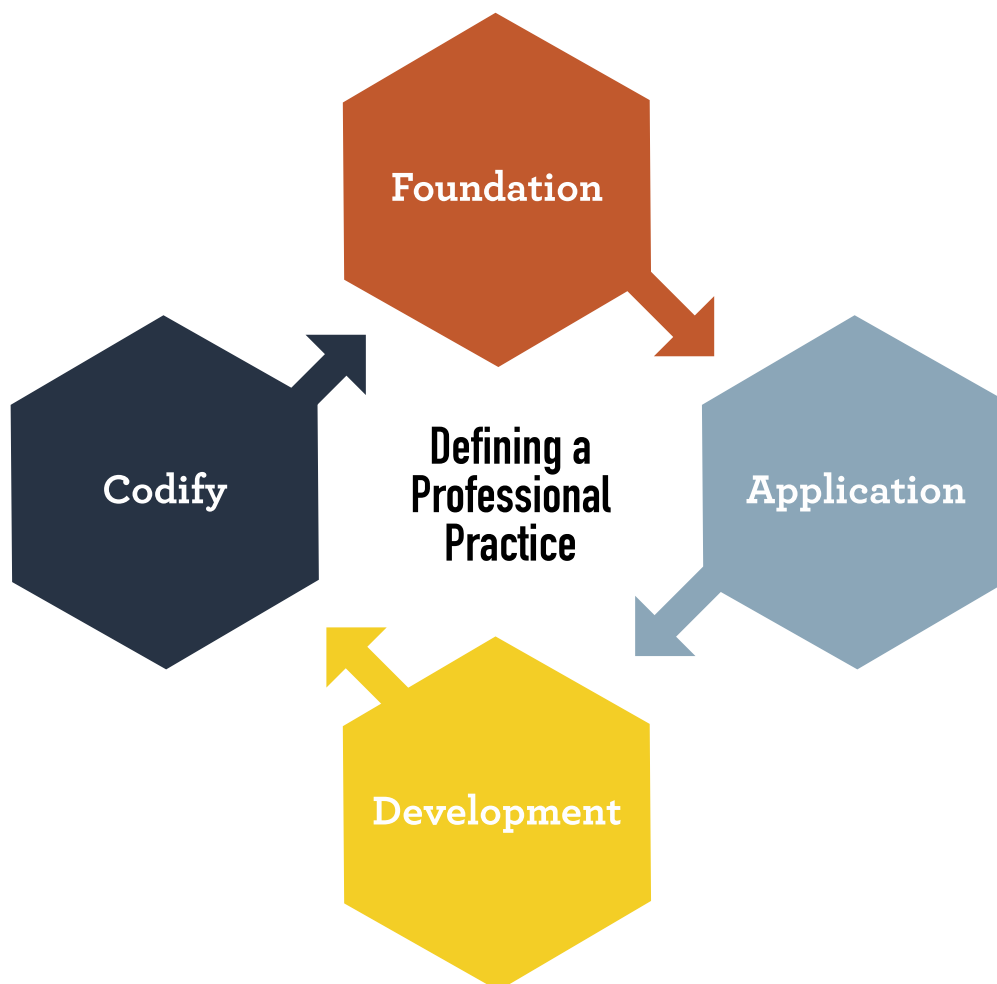 Foundation
Codify
Defining a
Professional
Practice
Application
Development